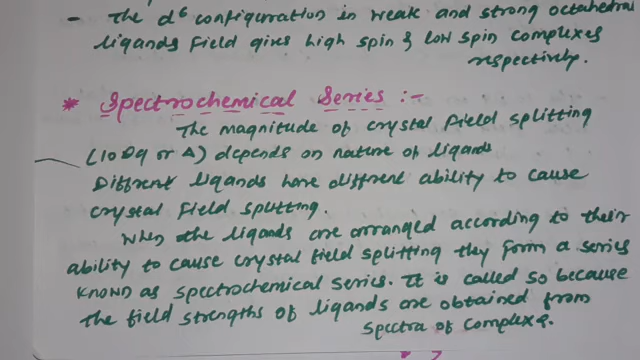 - The d⁶ configuration in weak and strong octahedral
ligands field gives high spin & low spin complexes
respectively.
* Spectrochemical Series :-
The magnitude of crystal field splitting
(10 Dq or Δ) depends on nature of ligands
Different ligands have different ability to cause
crystal field splitting.
When the ligands are arranged according to their
ability to cause crystal field splitting they form a series
known as spectrochemical series. It is called so because
the field strengths of ligands are obtained from
spectra of complexes.